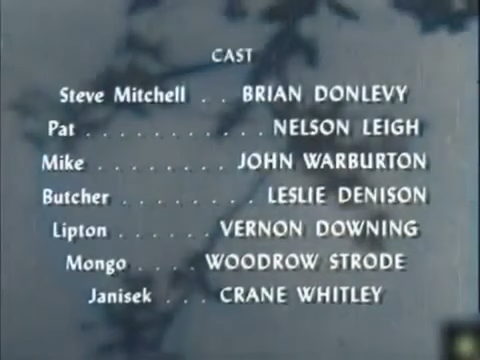 CAST
Steve Mitchell . . BRIAN DONLEVY
Pat . . . . . . . . . . . NELSON LEIGH
Mike . . . . . . . . JOHN WARBURTON
Butcher . . . . . . . . LESLIE DENISON
Lipton . . . . . . VERNON DOWNING
Mongo . . . . WOODROW STRODE
Janisek . . . CRANE WHITLEY